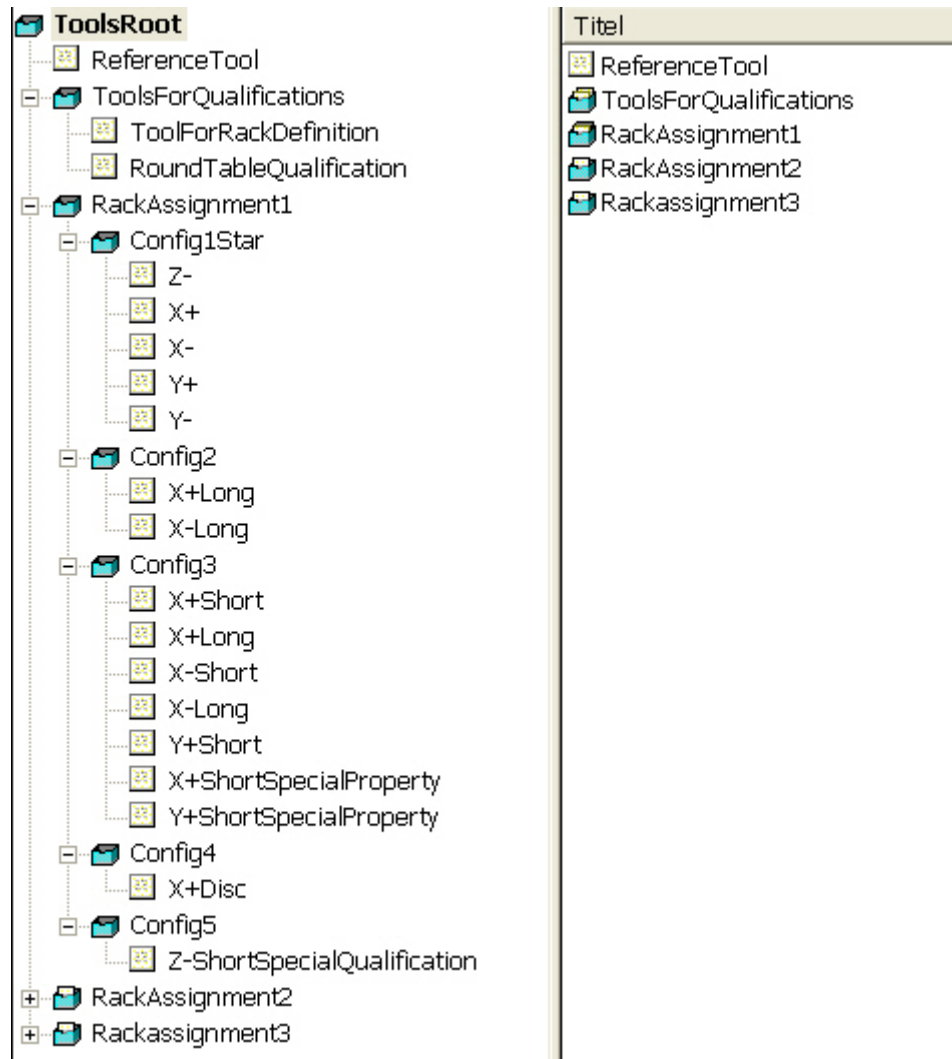 ToolsRoot
ReferenceTool
ToolsForQualifications
ToolForRackDefinition
RoundTableQualification
RackAssignment1
Config1Star
Z-
X+
X-
Y+
Y-
Config2
X+Long
X-Long
Config3
X+Short
X+Long
X-Short
X-Long
Y+Short
X+ShortSpecialProperty
Y+ShortSpecialProperty
Config4
X+Disc
Config5
Z-ShortSpecialQualification
RackAssignment2
Rackassignment3
Titel
ReferenceTool
ToolsForQualifications
RackAssignment1
RackAssignment2
Rackassignment3